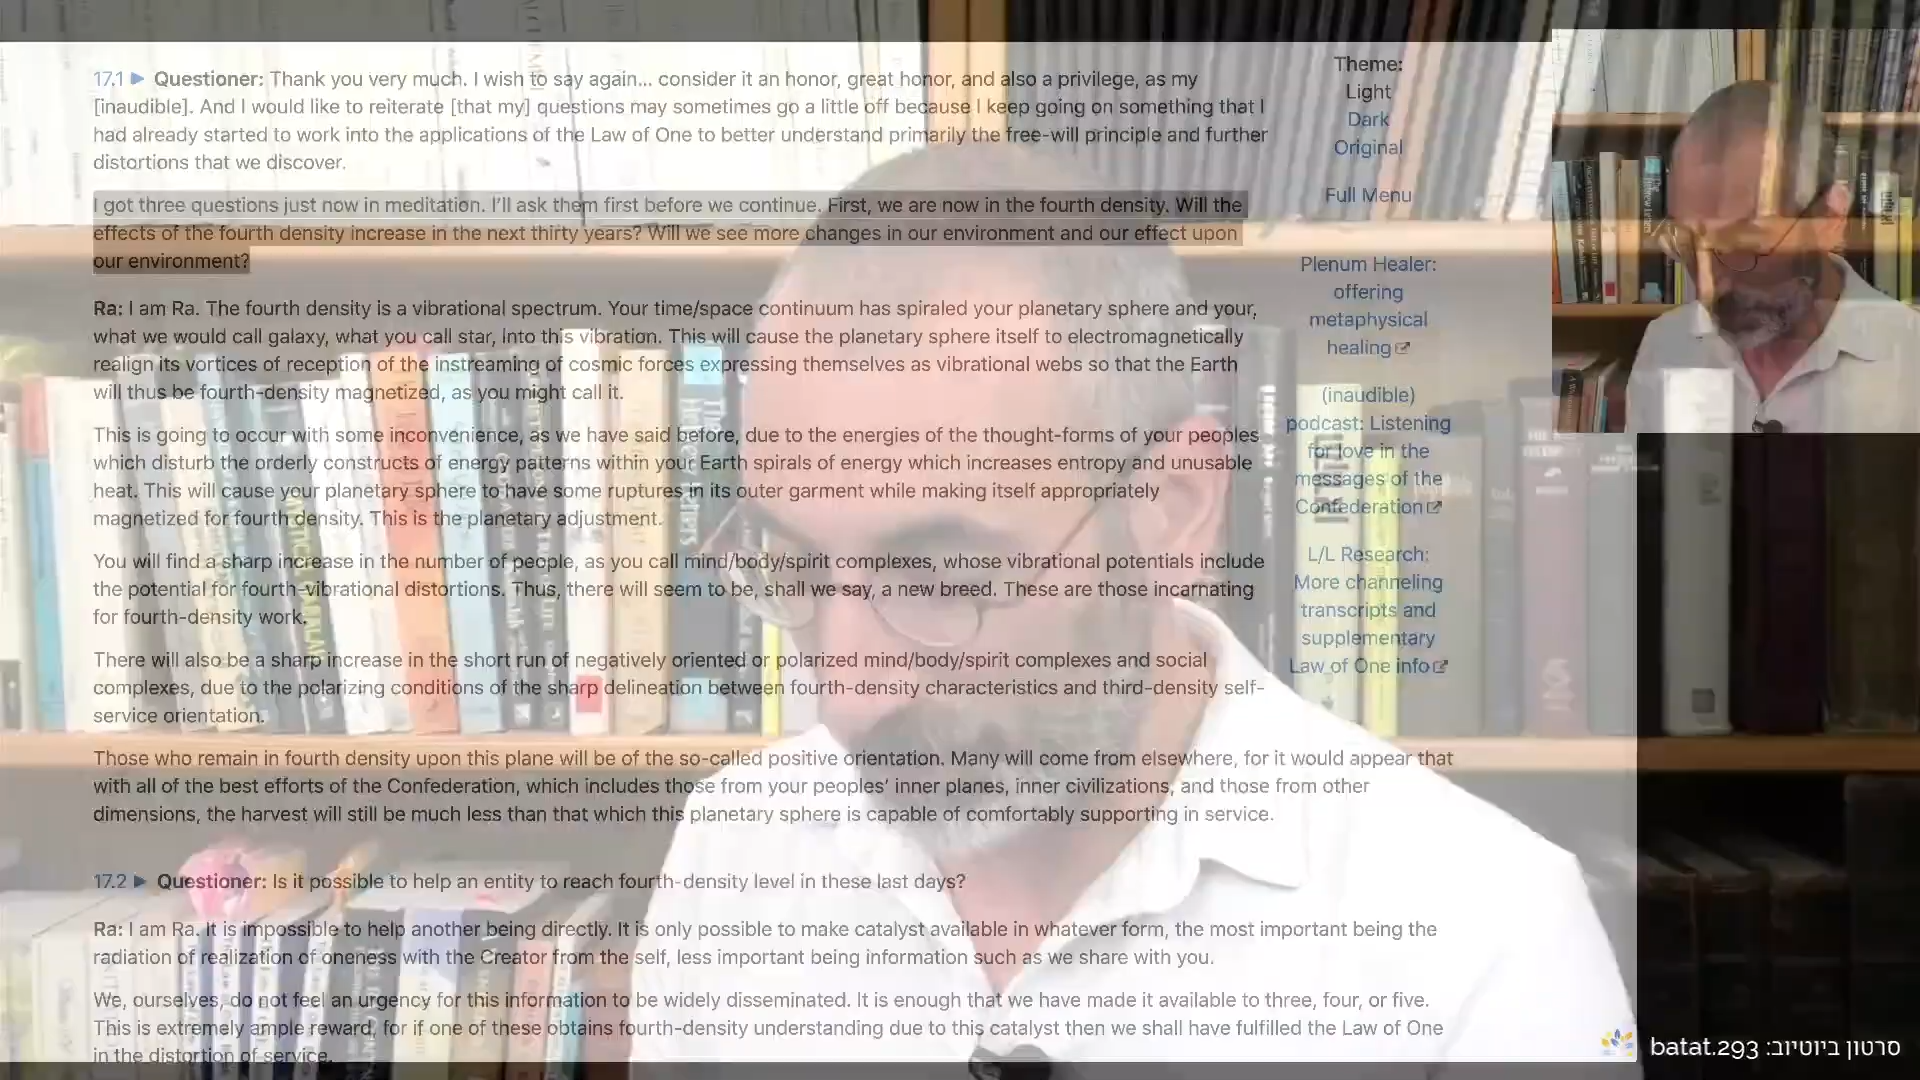 17.1 ► Questioner: Thank you very much. I wish to say again… consider it an honor, great honor, and also a privilege, as my
[inaudible]. And I would like to reiterate [that my] questions may sometimes go a little off because I keep going on something that I
had already started to work into the applications of the Law of One to better understand primarily the free-will principle and further
distortions that we discover.
I got three questions just now in meditation. I’ll ask them first before we continue. First, we are now in the fourth density. Will the
effects of the fourth density increase in the next thirty years? Will we see more changes in our environment and our effect upon
our environment?
Ra: I am Ra. The fourth density is a vibrational spectrum. Your time/space continuum has spiraled your planetary sphere and your,
what we would call galaxy, what you call star, into this vibration. This will cause the planetary sphere itself to electromagnetically
realign its vortices of reception of the instreaming of cosmic forces expressing themselves as vibrational webs so that the Earth
will thus be fourth-density magnetized, as you might call it.
This is going to occur with some inconvenience, as we have said before, due to the energies of the thought-forms of your peoples
which disturb the orderly constructs of energy patterns within your Earth spirals of energy which increases entropy and unusable
heat. This will cause your planetary sphere to have some ruptures in its outer garment while making itself appropriately
magnetized for fourth density. This is the planetary adjustment.
You will find a sharp increase in the number of people, as you call mind/body/spirit complexes, whose vibrational potentials include
the potential for fourth-vibrational distortions. Thus, there will seem to be, shall we say, a new breed. These are those incarnating
for fourth-density work.
There will also be a sharp increase in the short run of negatively oriented or polarized mind/body/spirit complexes and social
complexes, due to the polarizing conditions of the sharp delineation between fourth-density characteristics and third-density self-
service orientation.
Those who remain in fourth density upon this plane will be of the so-called positive orientation. Many will come from elsewhere, for it would appear that
with all of the best efforts of the Confederation, which includes those from your peoples’ inner planes, inner civilizations, and those from other
dimensions, the harvest will still be much less than that which this planetary sphere is capable of comfortably supporting in service.
17.2 ► Questioner: Is it possible to help an entity to reach fourth-density level in these last days?
Ra: I am Ra. It is impossible to help another being directly. It is only possible to make catalyst available in whatever form, the most important being the
radiation of realization of oneness with the Creator from the self, less important being information such as we share with you.
We, ourselves, do not feel an urgency for this information to be widely disseminated. It is enough that we have made it available to three, four, or five.
This is extremely ample reward, for if one of these obtains fourth-density understanding due to this catalyst then we shall have fulfilled the Law of One
in the distortion of service.
Theme:
Light
Dark
Original
Full Menu
Plenum Healer:
offering
metaphysical
healing
(inaudible)
podcast: Listening
for love in the
messages of the
Confederation
L/L Research:
More channeling
transcripts and
supplementary
Law of One info
סרטון ביוטיוב: batat.293